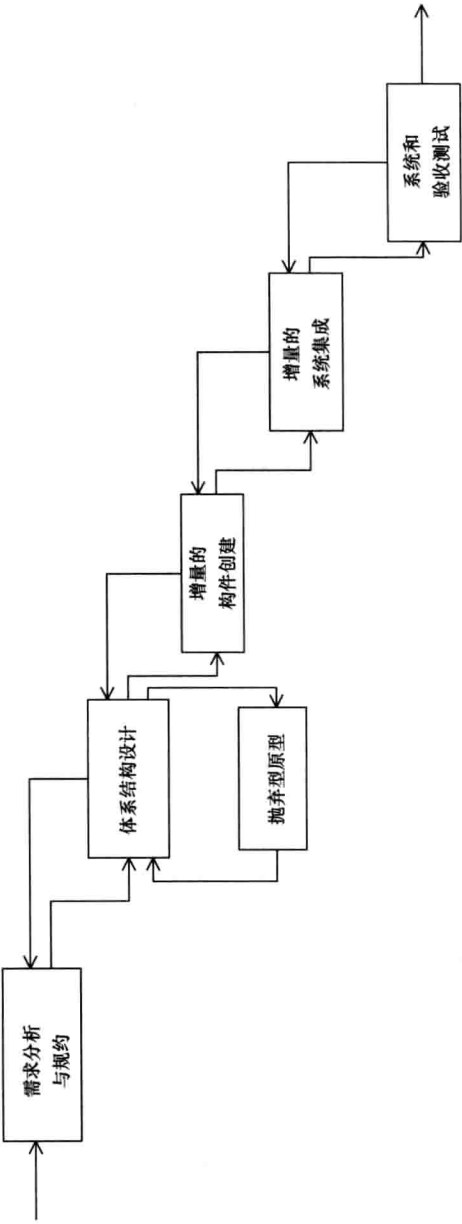 需求分析
与规约
体系结构设计
抛弃型原型
增量的
构件创建
增量的
系统集成
系统和
验收测试